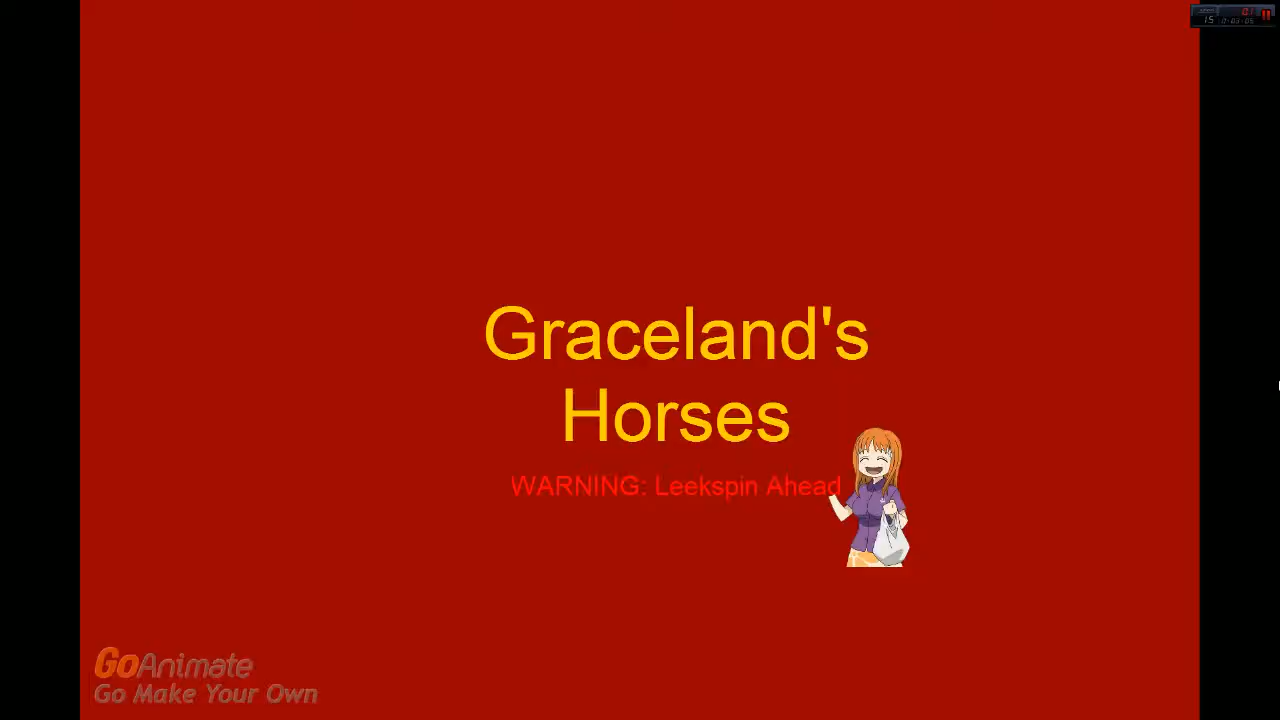 Graceland's
Horses
WARNING: Leekspin Ahead
GoAnimate
Go Make Your Own